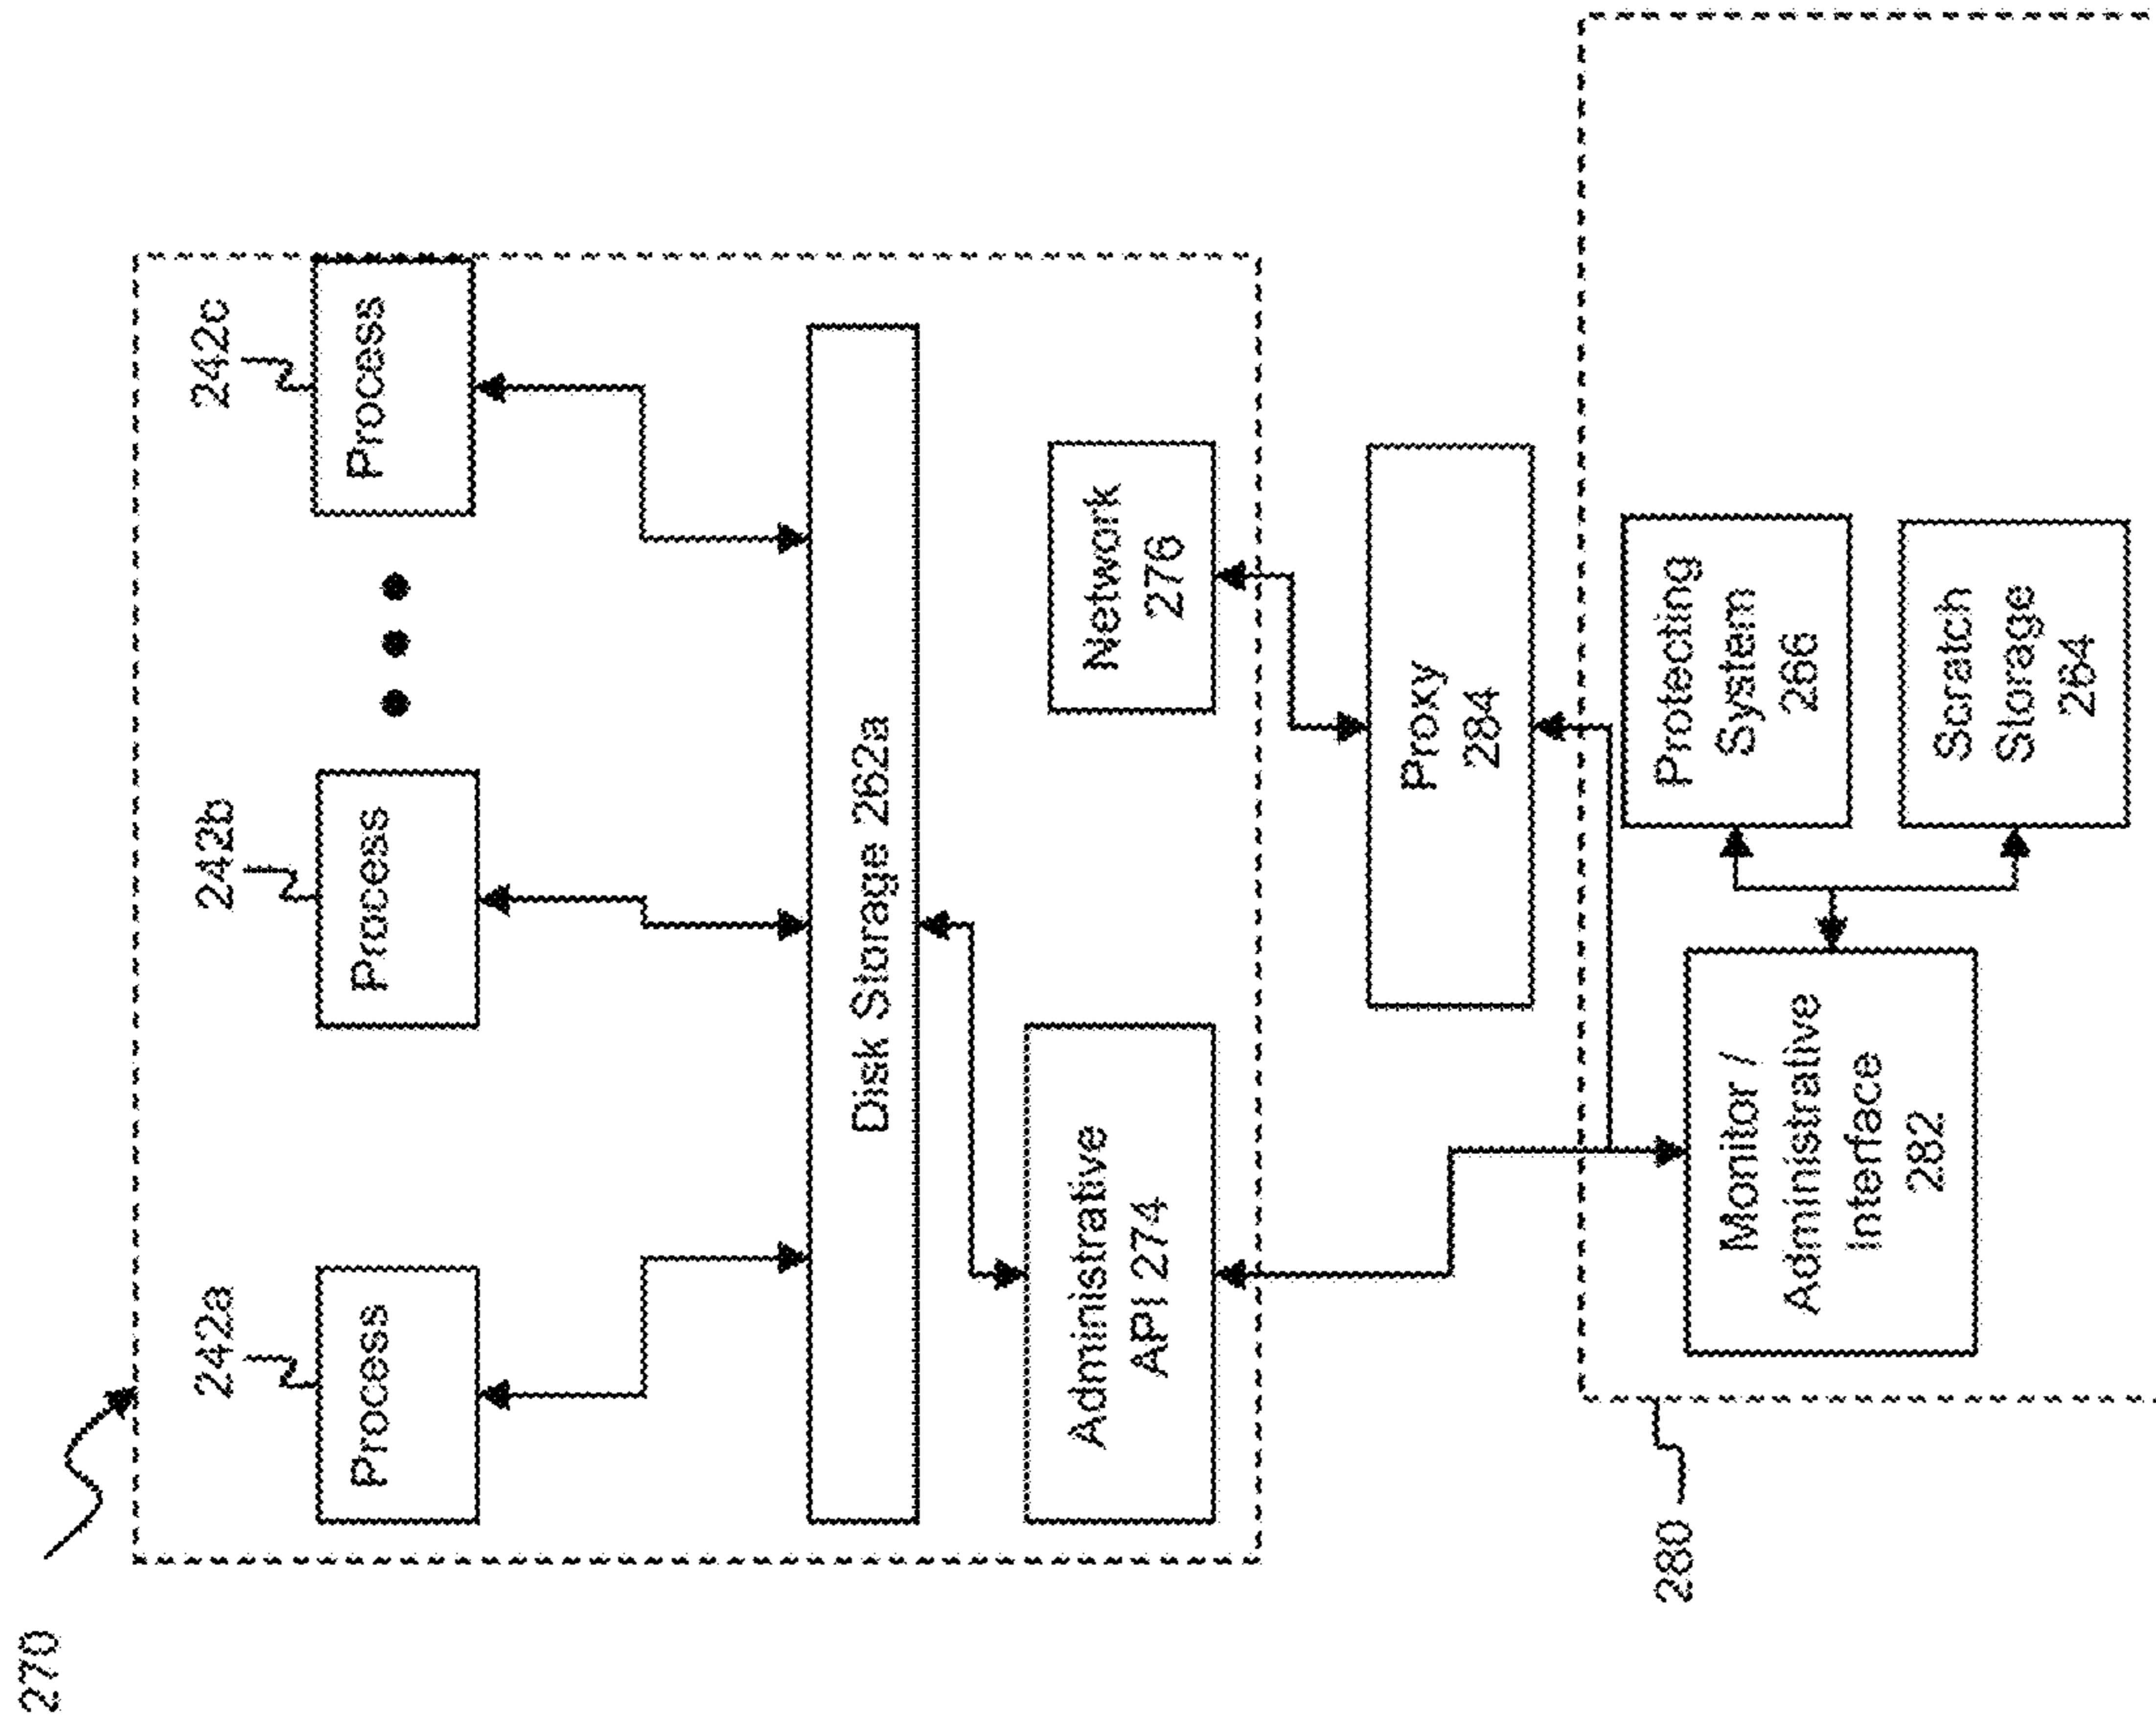 270
242a
242b
242c
Process
Process
Process
Disk Storage 262a
Administrative
API 274
Network
276
Proxy
284
280
Monitor /
Administrative
Interface
282
Protecting
System
266
Scratch
Storage
264